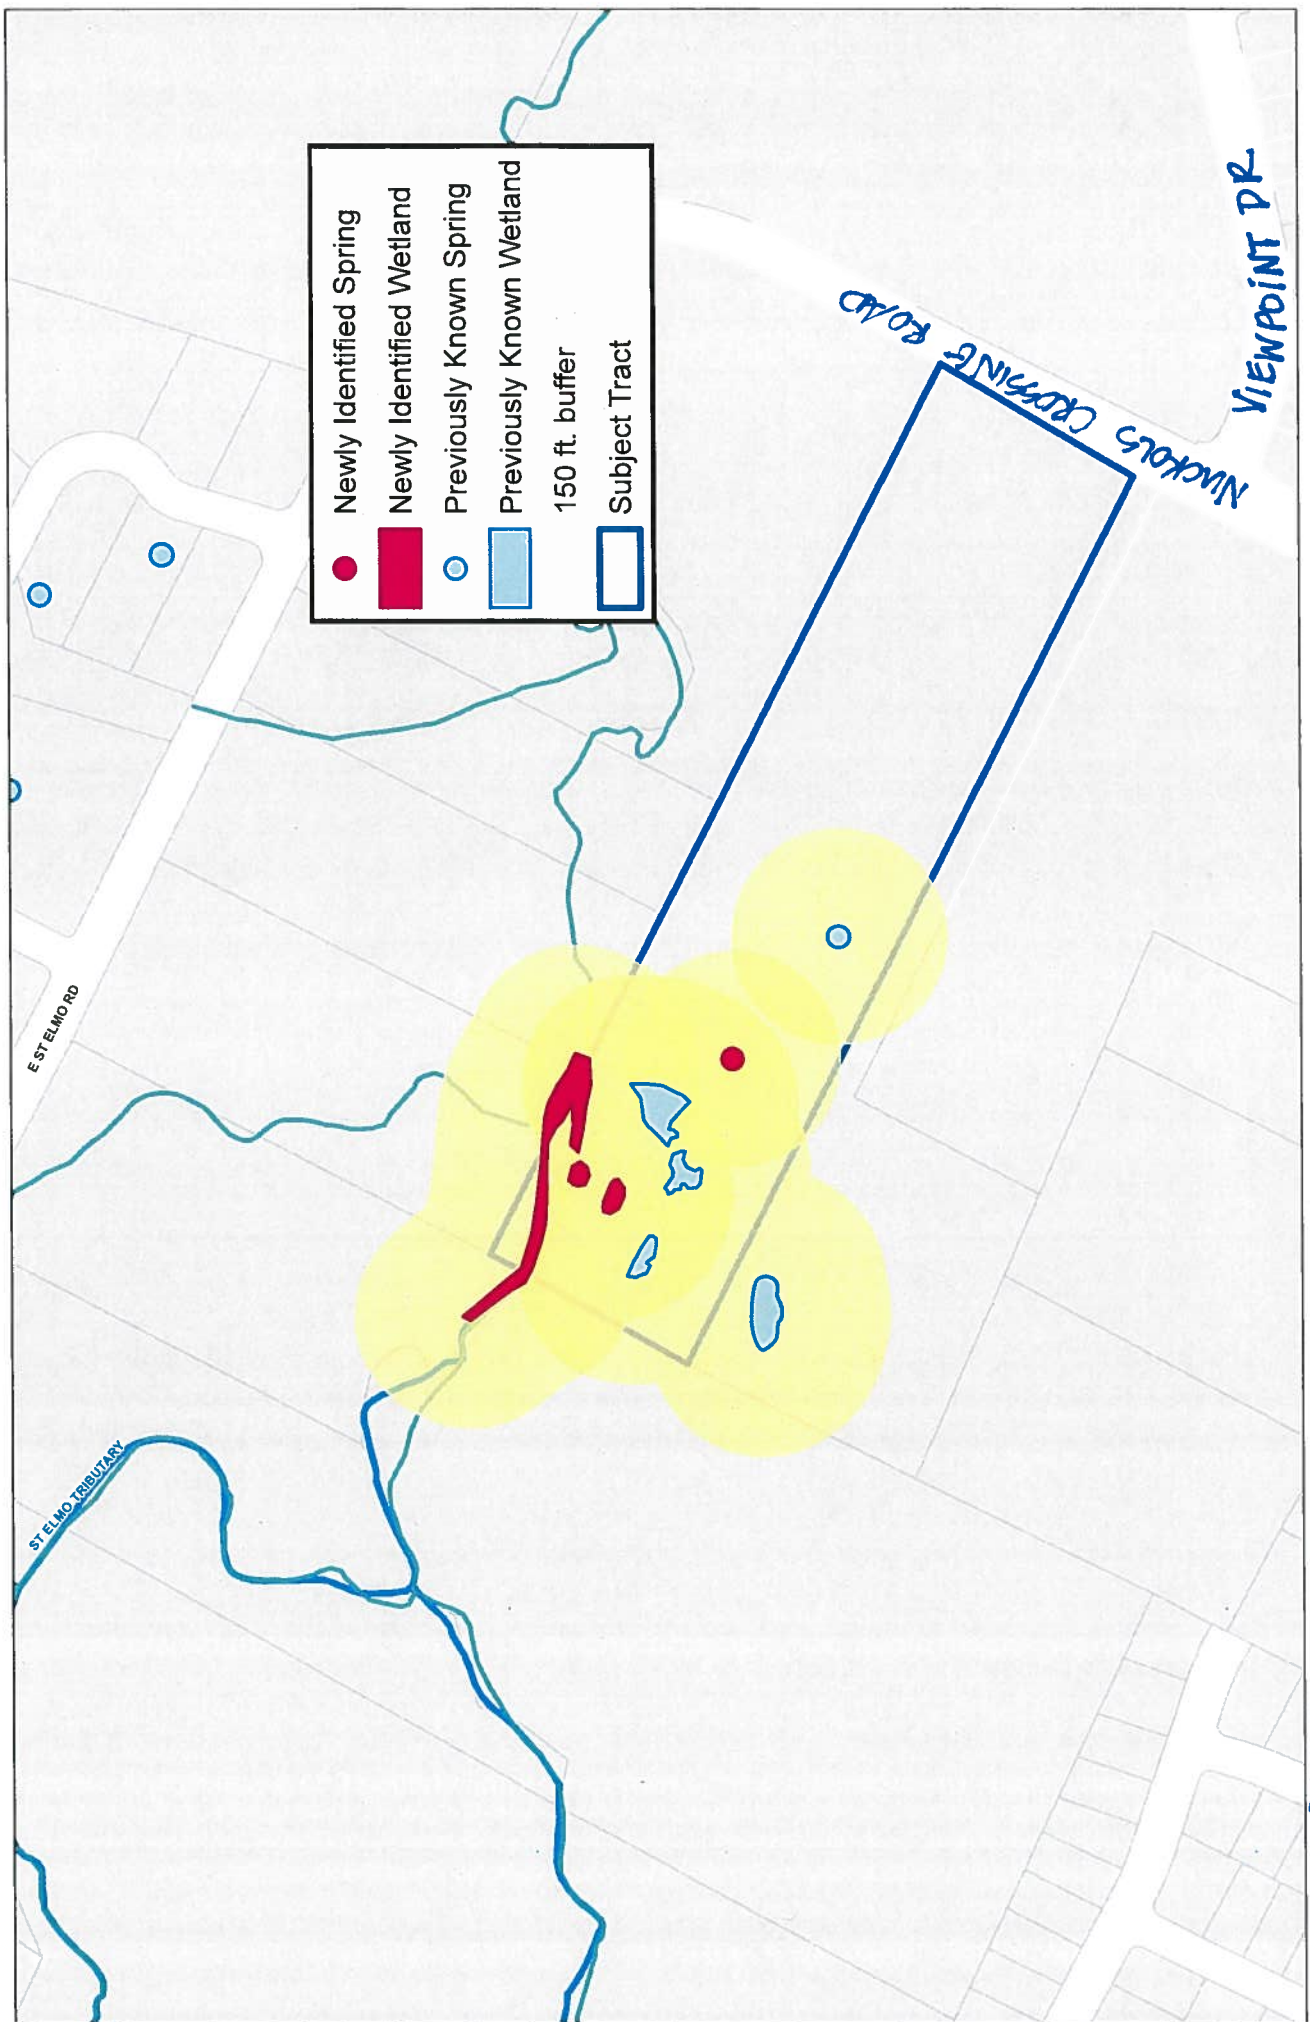 Newly Identified Spring
Newly Identified Wetland
Previously Known Spring
Previously Known Wetland
150 ft. buffer
Subject Tract
VIEWPOINT DR
NUCKOLS CROSSING ROAD
E ST ELMO RD
ST ELMO TRIBUTARY